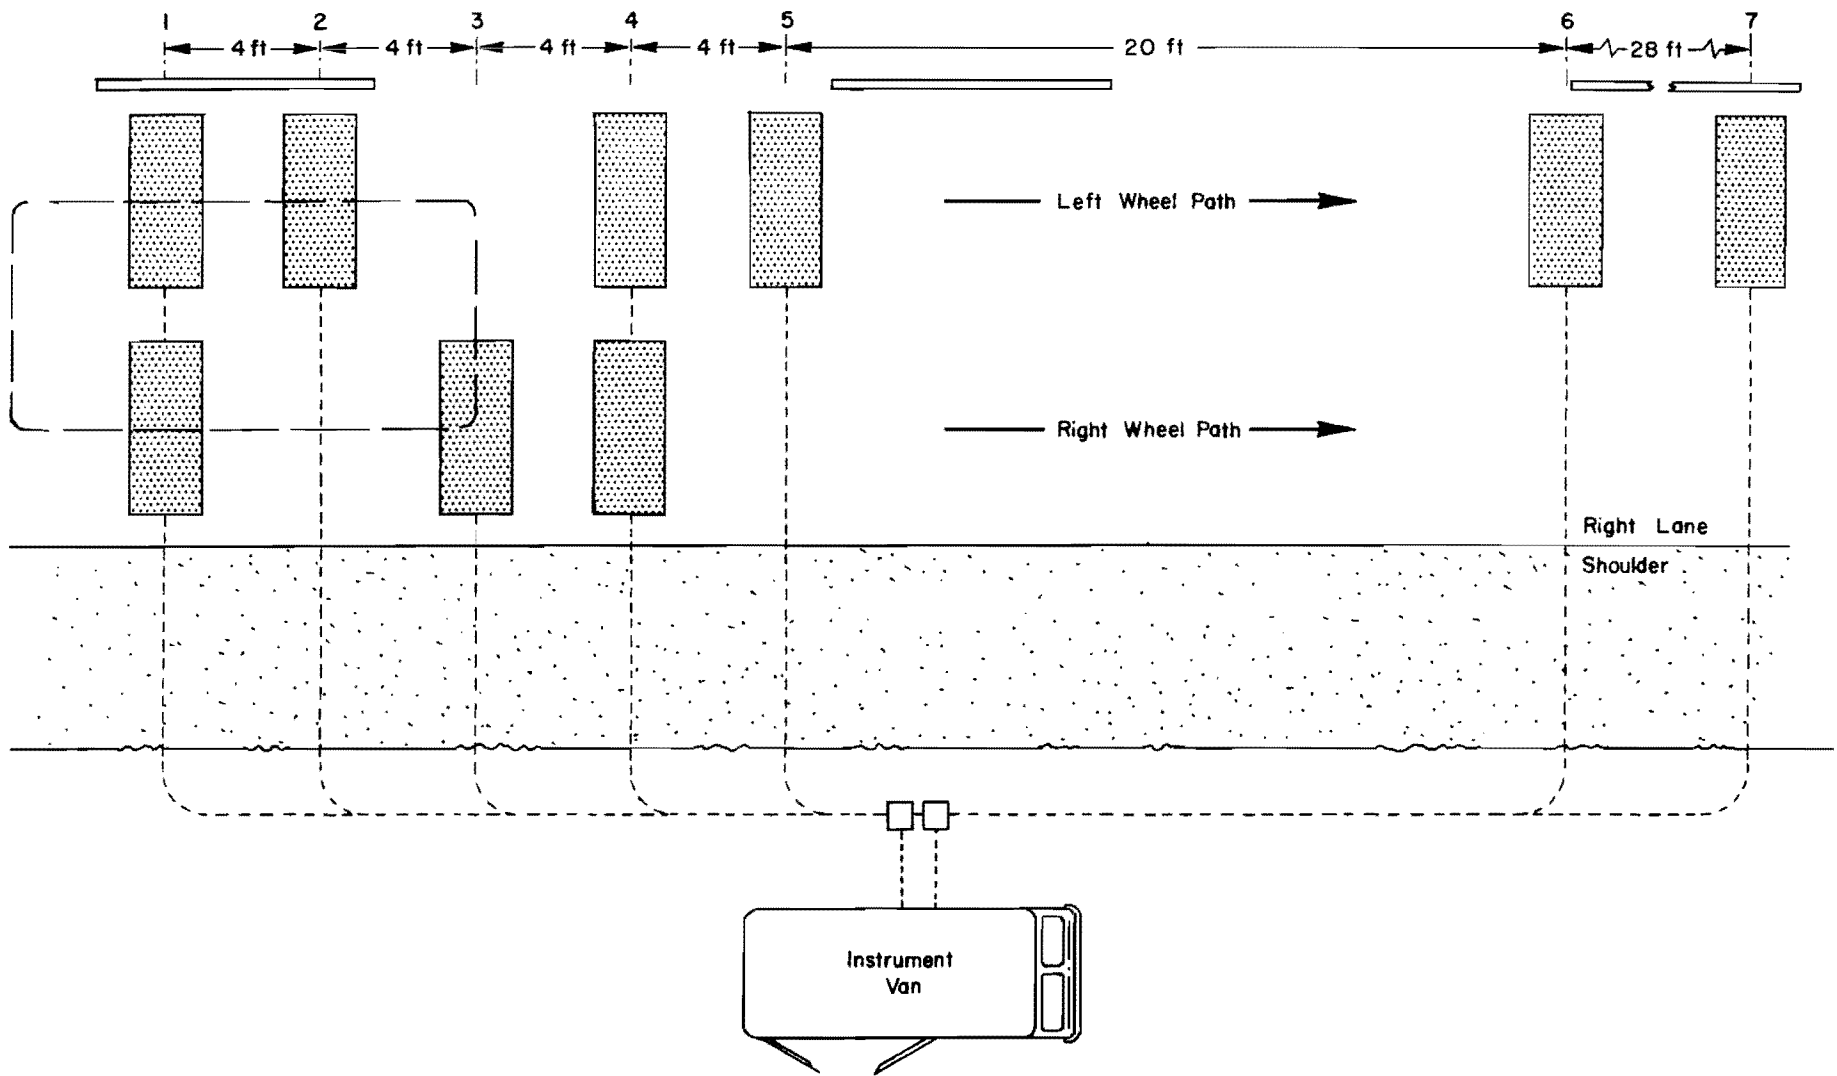 1 2 3 4 5 6 7
4 ft 4 ft 4 ft 4 ft 20 ft 28 ft
Left Wheel Path
Right Wheel Path
Right Lane
Shoulder
Instrument
Van